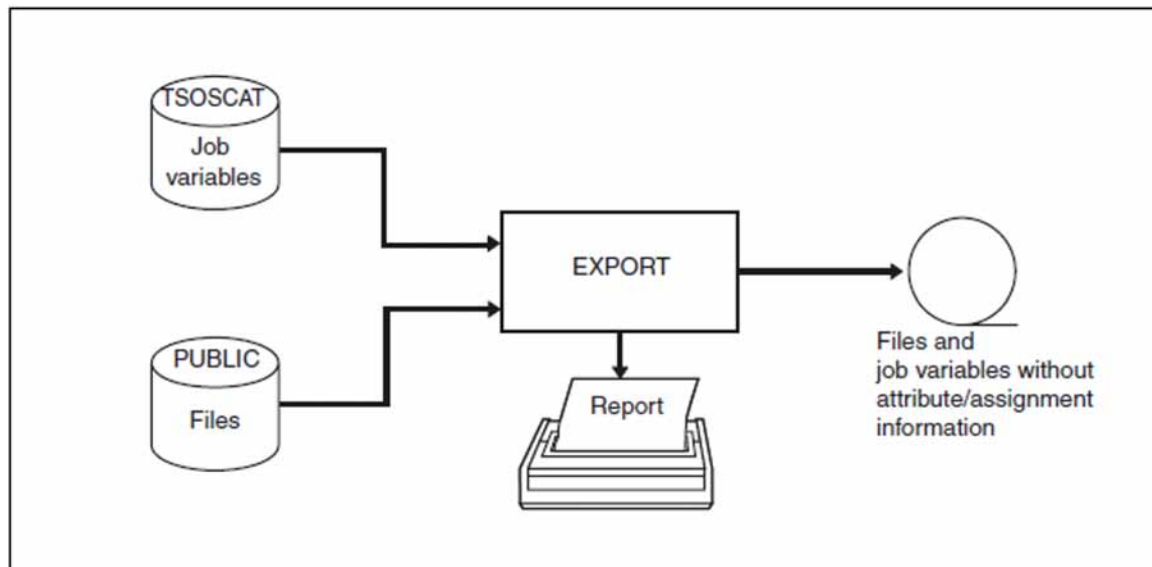 TSOSCAT
Job
variables
EXPORT
PUBLIC
Files
Report
Files and
job variables without
attribute/assignment
information